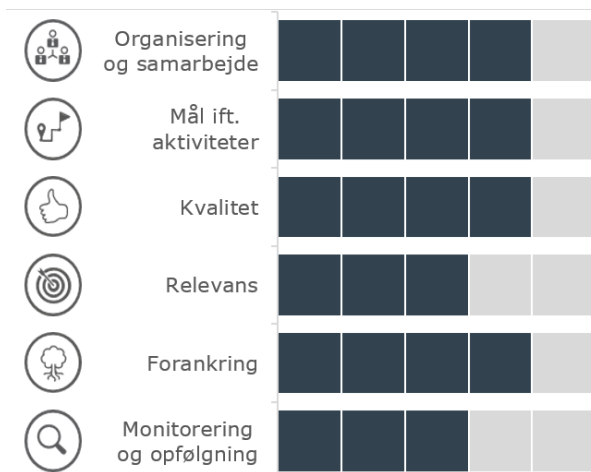 Organisering
og samarbejde
Mål ift.
aktiviteter
Kvalitet
Relevans
Forankring
Monitorering
og opfølgning